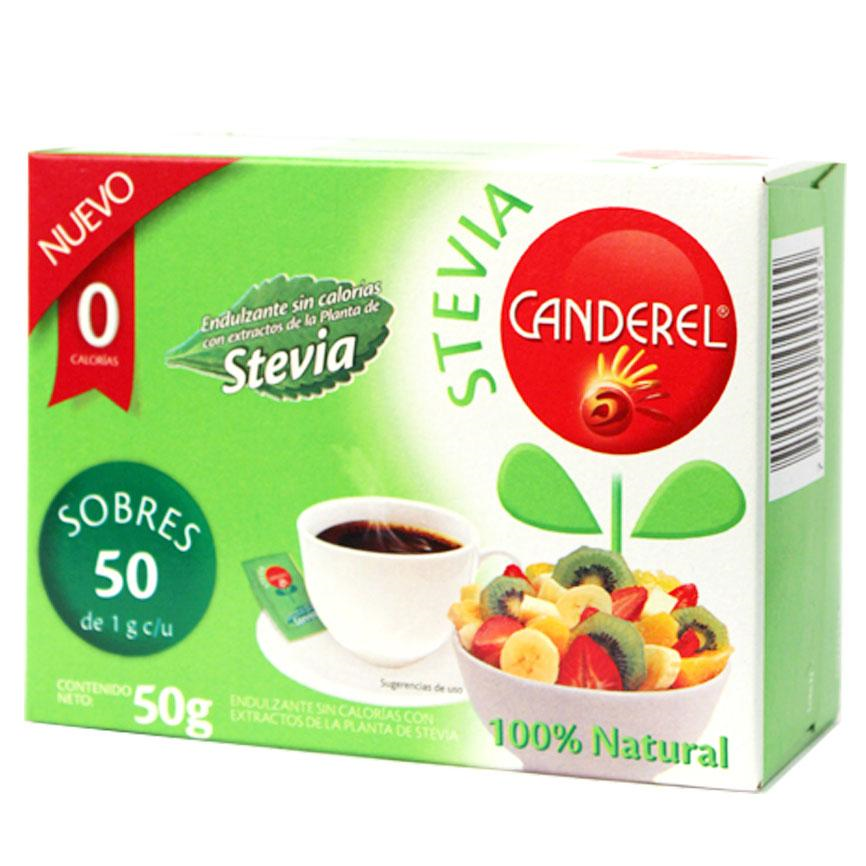 NUEVO
0
CALORÍAS
Endulzante sin calorías
con extractos de la Planta de
Stevia
STEVIA
CANDEREL®
SOBRES
50
de 1 g c/u
CANDEREL
Sugerencias de uso
CONTENIDO
NETO:
50g
ENDULZANTE SIN CALORÍAS CON
EXTRACTOS DE LA PLANTA DE STEVIA
100% Natural